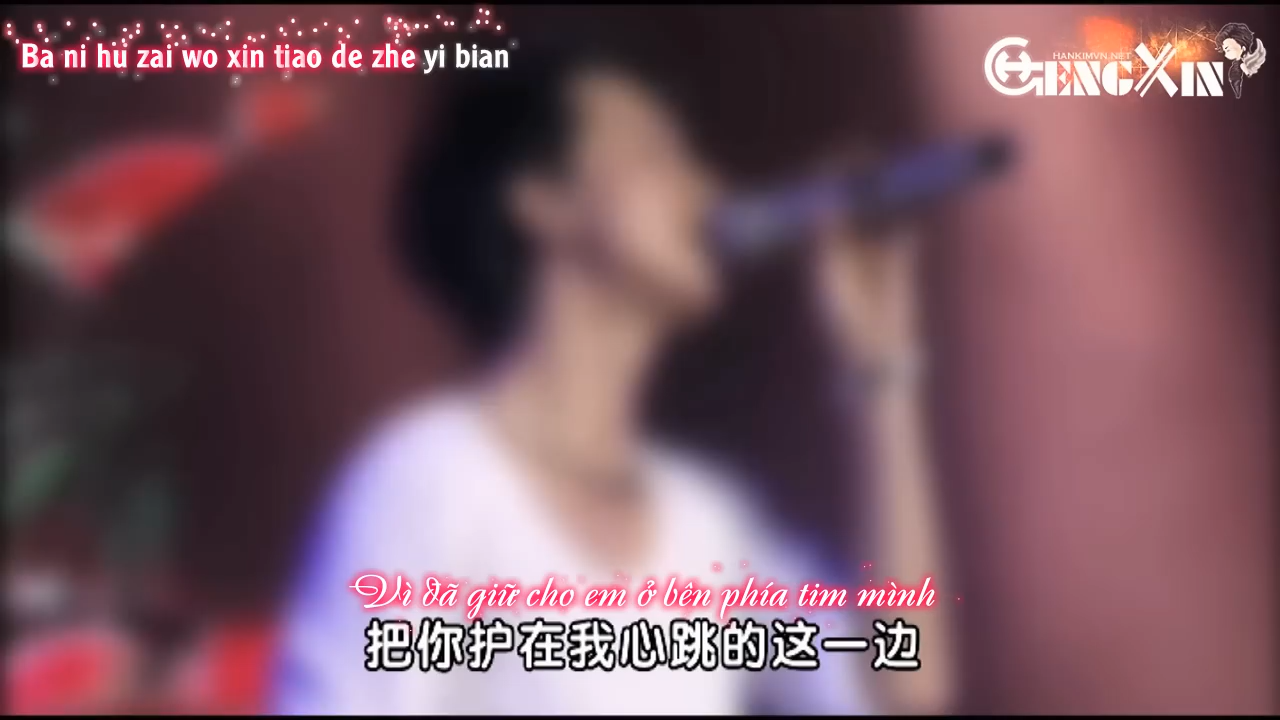 Ba ni hu zai wo xin tiao de zhe yi bian
HANKIMVN.NET
GENGXIN
Vì đã giữ cho em ở bên phía tim mình
把你护在我心跳的这一边